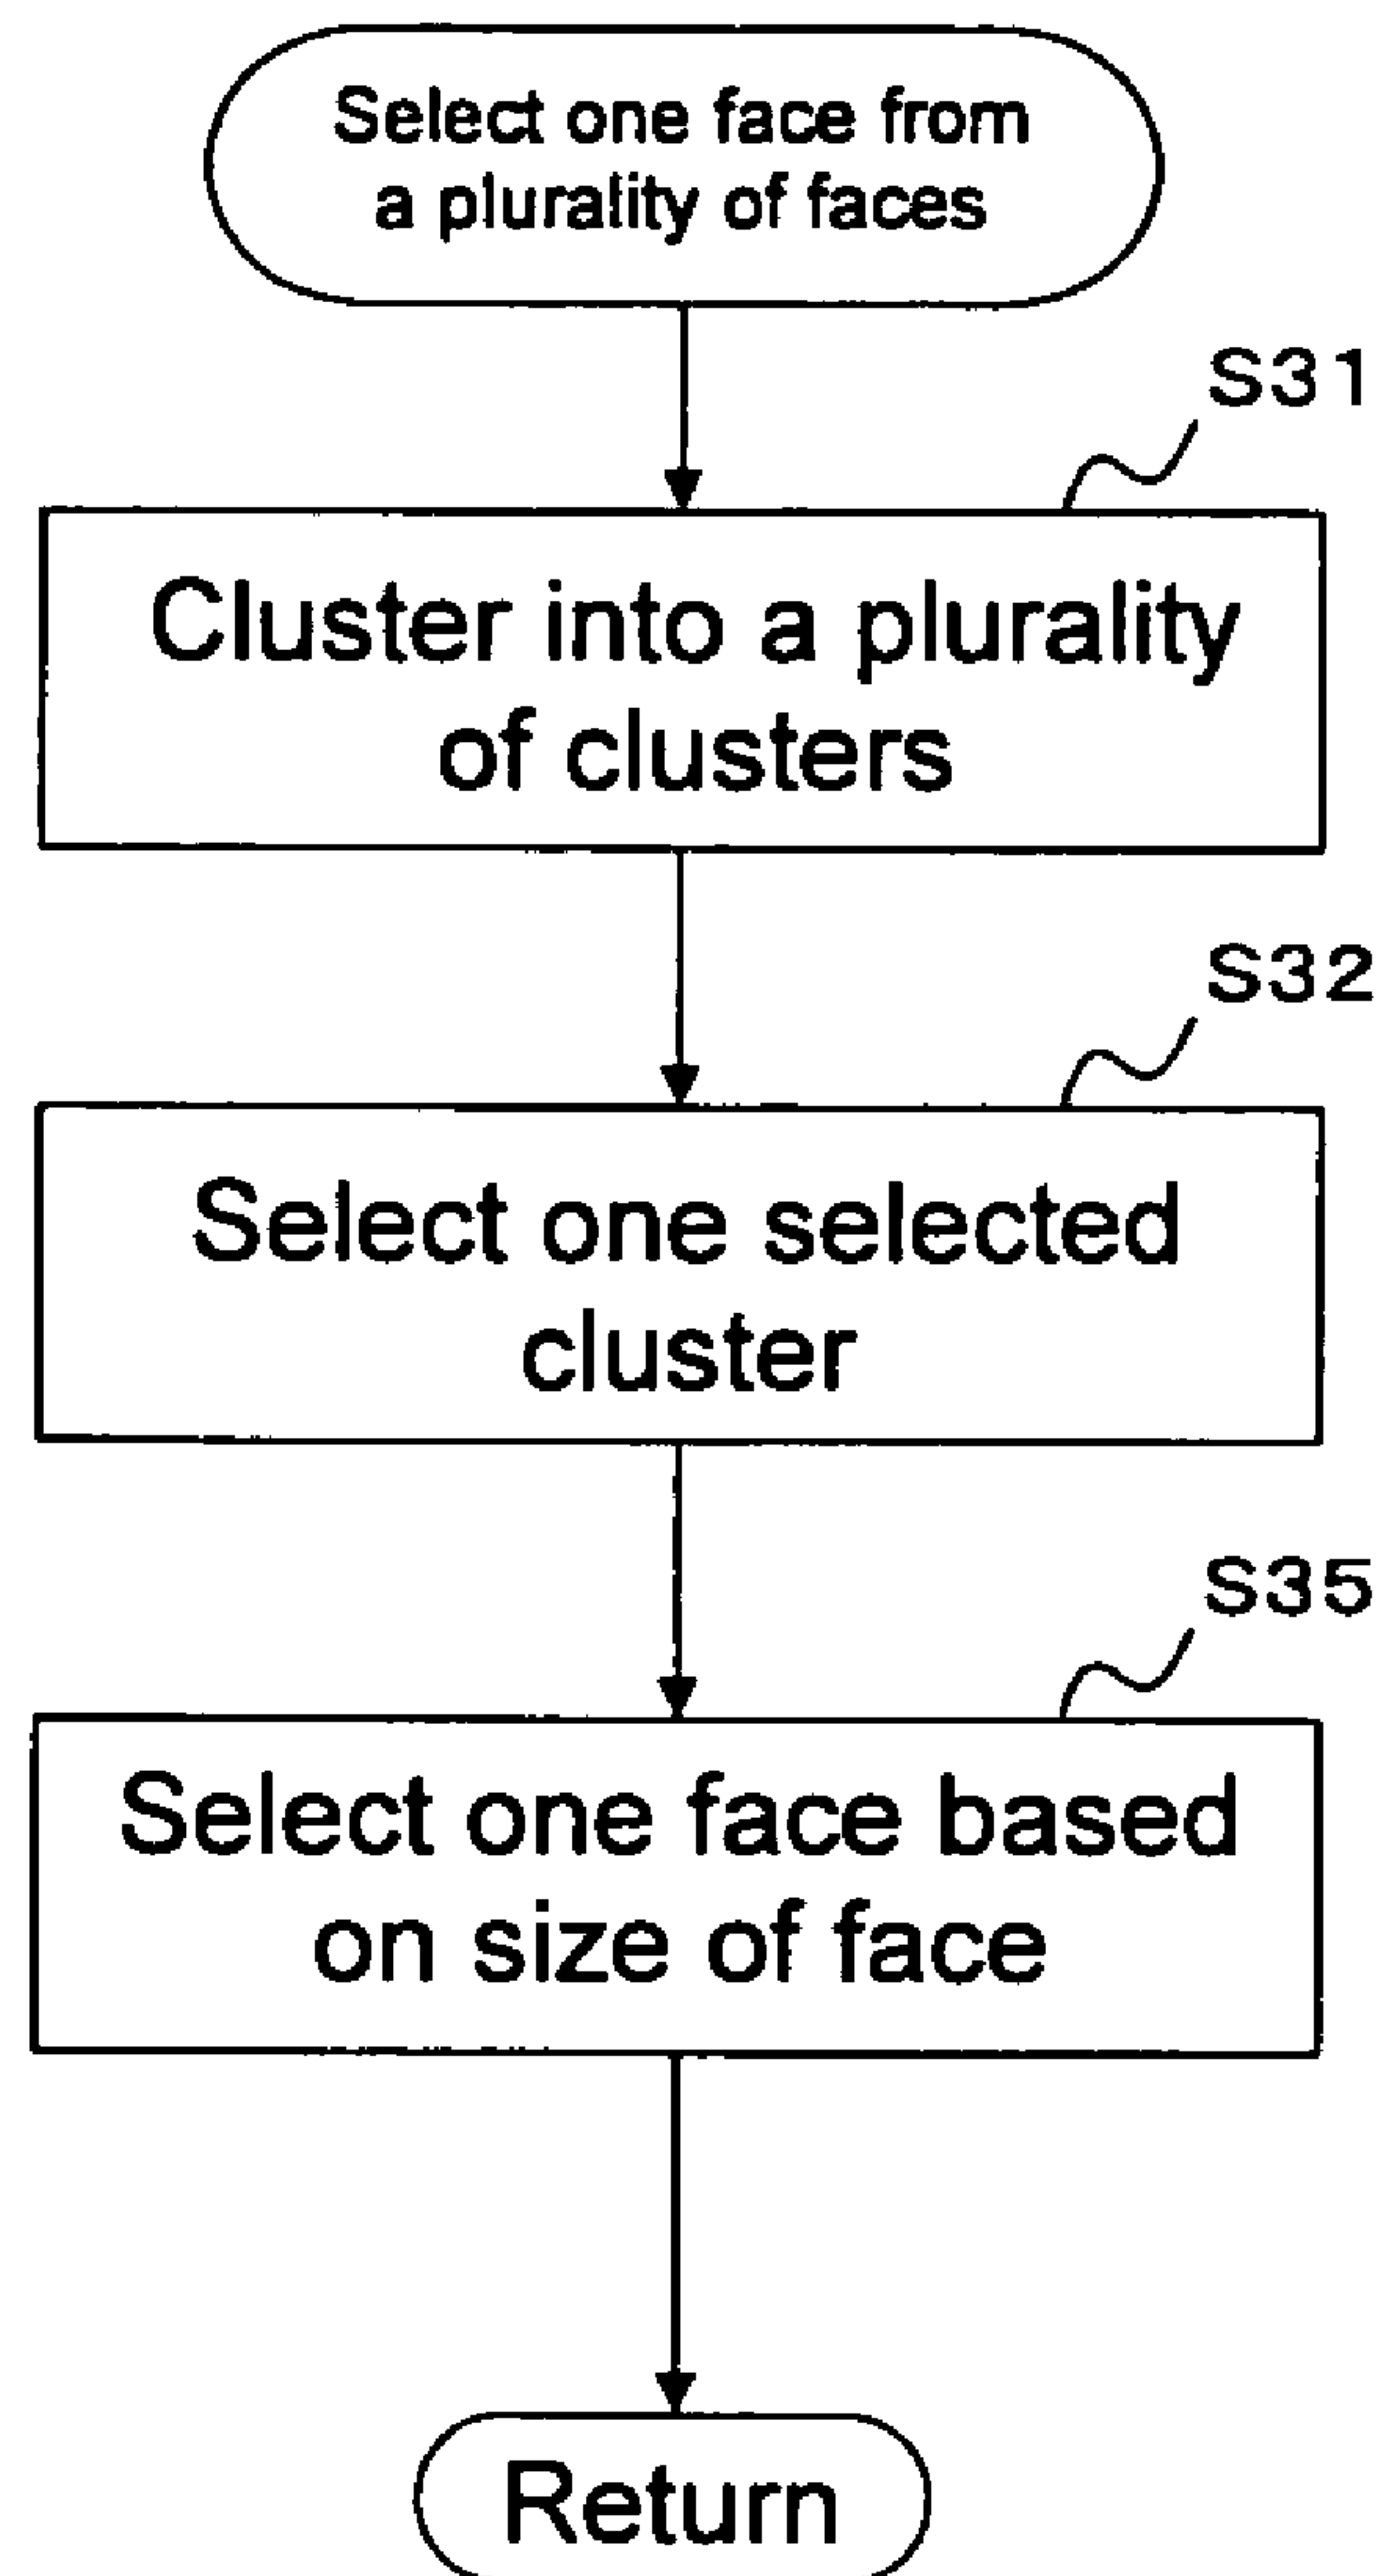 Select one face from
a plurality of faces
S31
Cluster into a plurality
of clusters
S32
Select one selected
cluster
S35
Select one face based
on size of face
Return